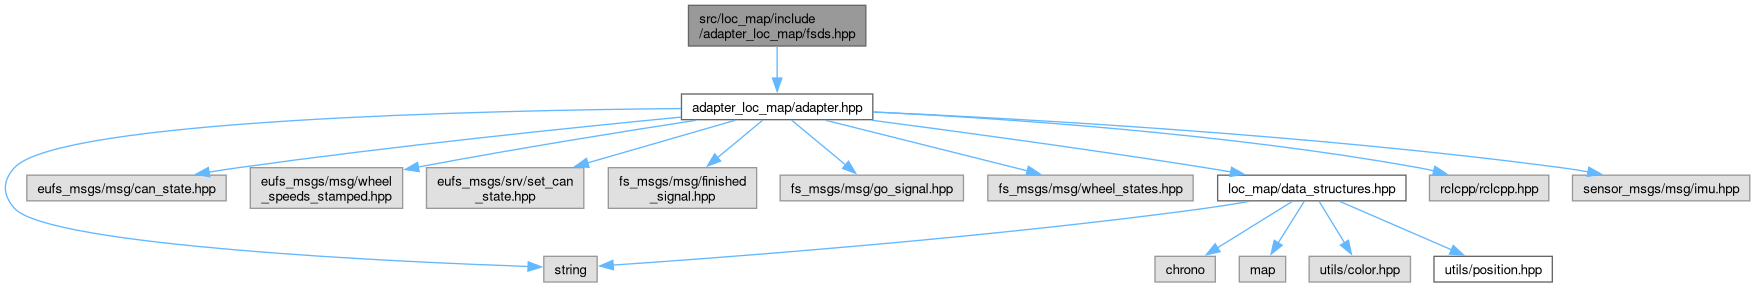 src/loc_map/include
/adapter_loc_map/fsds.hpp
adapter_loc_map/adapter.hpp
eufs_msgs/msg/can_state.hpp
eufs_msgs/msg/wheel
_speeds_stamped.hpp
eufs_msgs/srv/set_can
_state.hpp
fs_msgs/msg/finished
_signal.hpp
fs_msgs/msg/go_signal.hpp
fs_msgs/msg/wheel_states.hpp
loc_map/data_structures.hpp
rclcpp/rclcpp.hpp
sensor_msgs/msg/imu.hpp
string
chrono
map
utils/color.hpp
utils/position.hpp